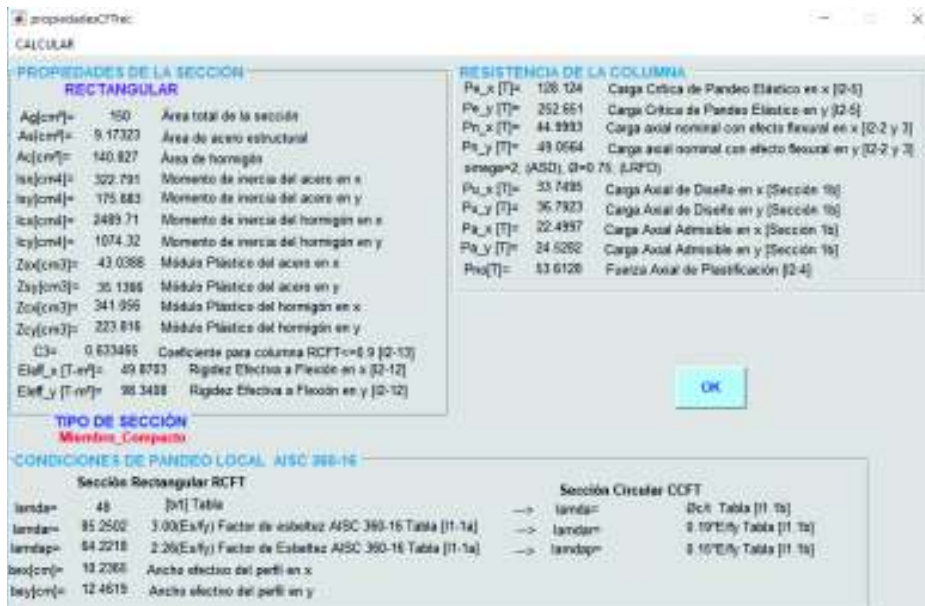 propiedadesCFTrec
CALCULAR
PROPIEDADES DE LA SECCIÓN
RECTANGULAR
Ag[cm²]= 150 Área total de la sección
As[cm²]= 9.17323 Área de acero estructural
Ac[cm²]= 140.827 Área de hormigón
Isx[cm4]= 322.791 Momento de inercia del acero en x
Isy[cm4]= 175.683 Momento de inercia del acero en y
Icx[cm4]= 2489.71 Momento de inercia del hormigón en x
Icy[cm4]= 1074.32 Momento de inercia del hormigón en y
Zsx[cm3]= 43.0386 Módulo Plástico del acero en x
Zsy[cm3]= Módulo Plástico del acero en y
Zcx[cm3]= 341.056 Módulo Plástico del hormigón en x
Zcy[cm3]= 223.816 Módulo Plástico del hormigón en y
C3= 0.633465 Coeficiente para columna RCFT<=0.9 [I2-13]
EIeff_x [T-m²]= 49.8703 Rigidez Efectiva a Flexión en x [I2-12]
EIeff_y [T-m²]= 98.3408 Rigidez Efectiva a Flexión en y [I2-12]
TIPO DE SECCIÓN
Miembro_Compacto
RESISTENCIA DE LA COLUMNA
Pe_x [T]= 128.124 Carga Crítica de Pandeo Elástico en x [I2-5]
Pe_y [T]= 252.651 Carga Crítica de Pandeo Elástico en y [I2-5]
Pn_x [T]= 44.9993 Carga axial nominal con efecto flexural en x [I2-2 y 3]
Pn_y [T]= 49.0564 Carga axial nominal con efecto flexural en y [I2-2 y 3]
omega=2, (ASD); Ø=0.75, (LRFD)
Pu_x [T]= 33.7495 Carga Axial de Diseño en x [Sección 1b]
Pu_y [T]= 36.7923 Carga Axial de Diseño en y [Sección 1b]
Pa_x [T]= 22.4997 Carga Axial Admisible en x [Sección 1b]
Pa_y [T]= 24.5282 Carga Axial Admisible en y [Sección 1b]
Pno[T]= 53.6128 Fuerza Axial de Plastificación [I2-4]
OK
CONDICIONES DE PANDEO LOCAL AISC 360-16
Sección Rectangular RCFT
Sección Circular CCFT
lamda= 48 [b/t] Tabla --> lamda= Øc/t Tabla [I1.1b]
lamdar= 85.2502 3.00(Es/fy) Factor de esbeltez AISC 360-16 Tabla [I1-1a] --> lamdar= 0.19*E/fy Tabla [I1.1b]
lamdap= 64.2218 2.26(Es/fy) Factor de Esbeltez AISC 360-16 Tabla [I1-1a] --> lamdap= 0.15*E/fy Tabla [I1.1b]
bex[cm]= 10.2366 Ancho efectivo del perfil en x
bey[cm]= 12.4619 Ancho efectivo del perfil en y